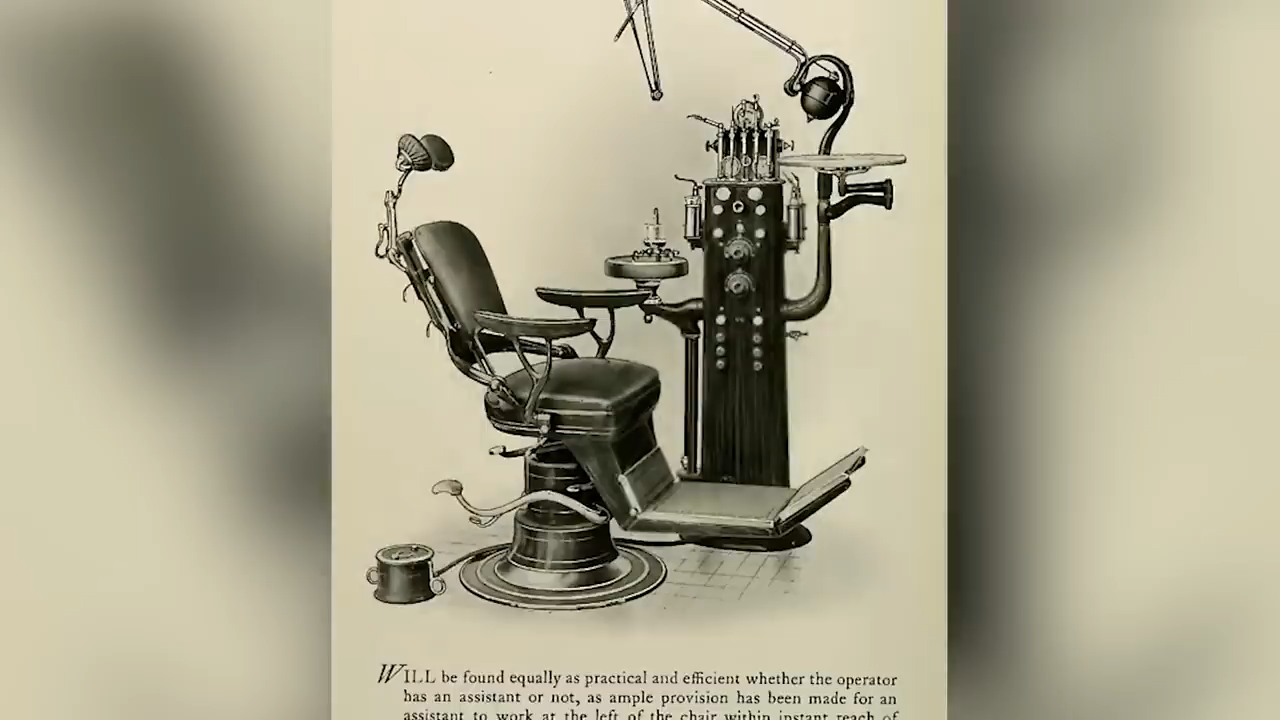 WILL be found equally as practical and efficient whether the operator
has an assistant or not, as ample provision has been made for an
assistant to work at the left of the chair within instant reach of